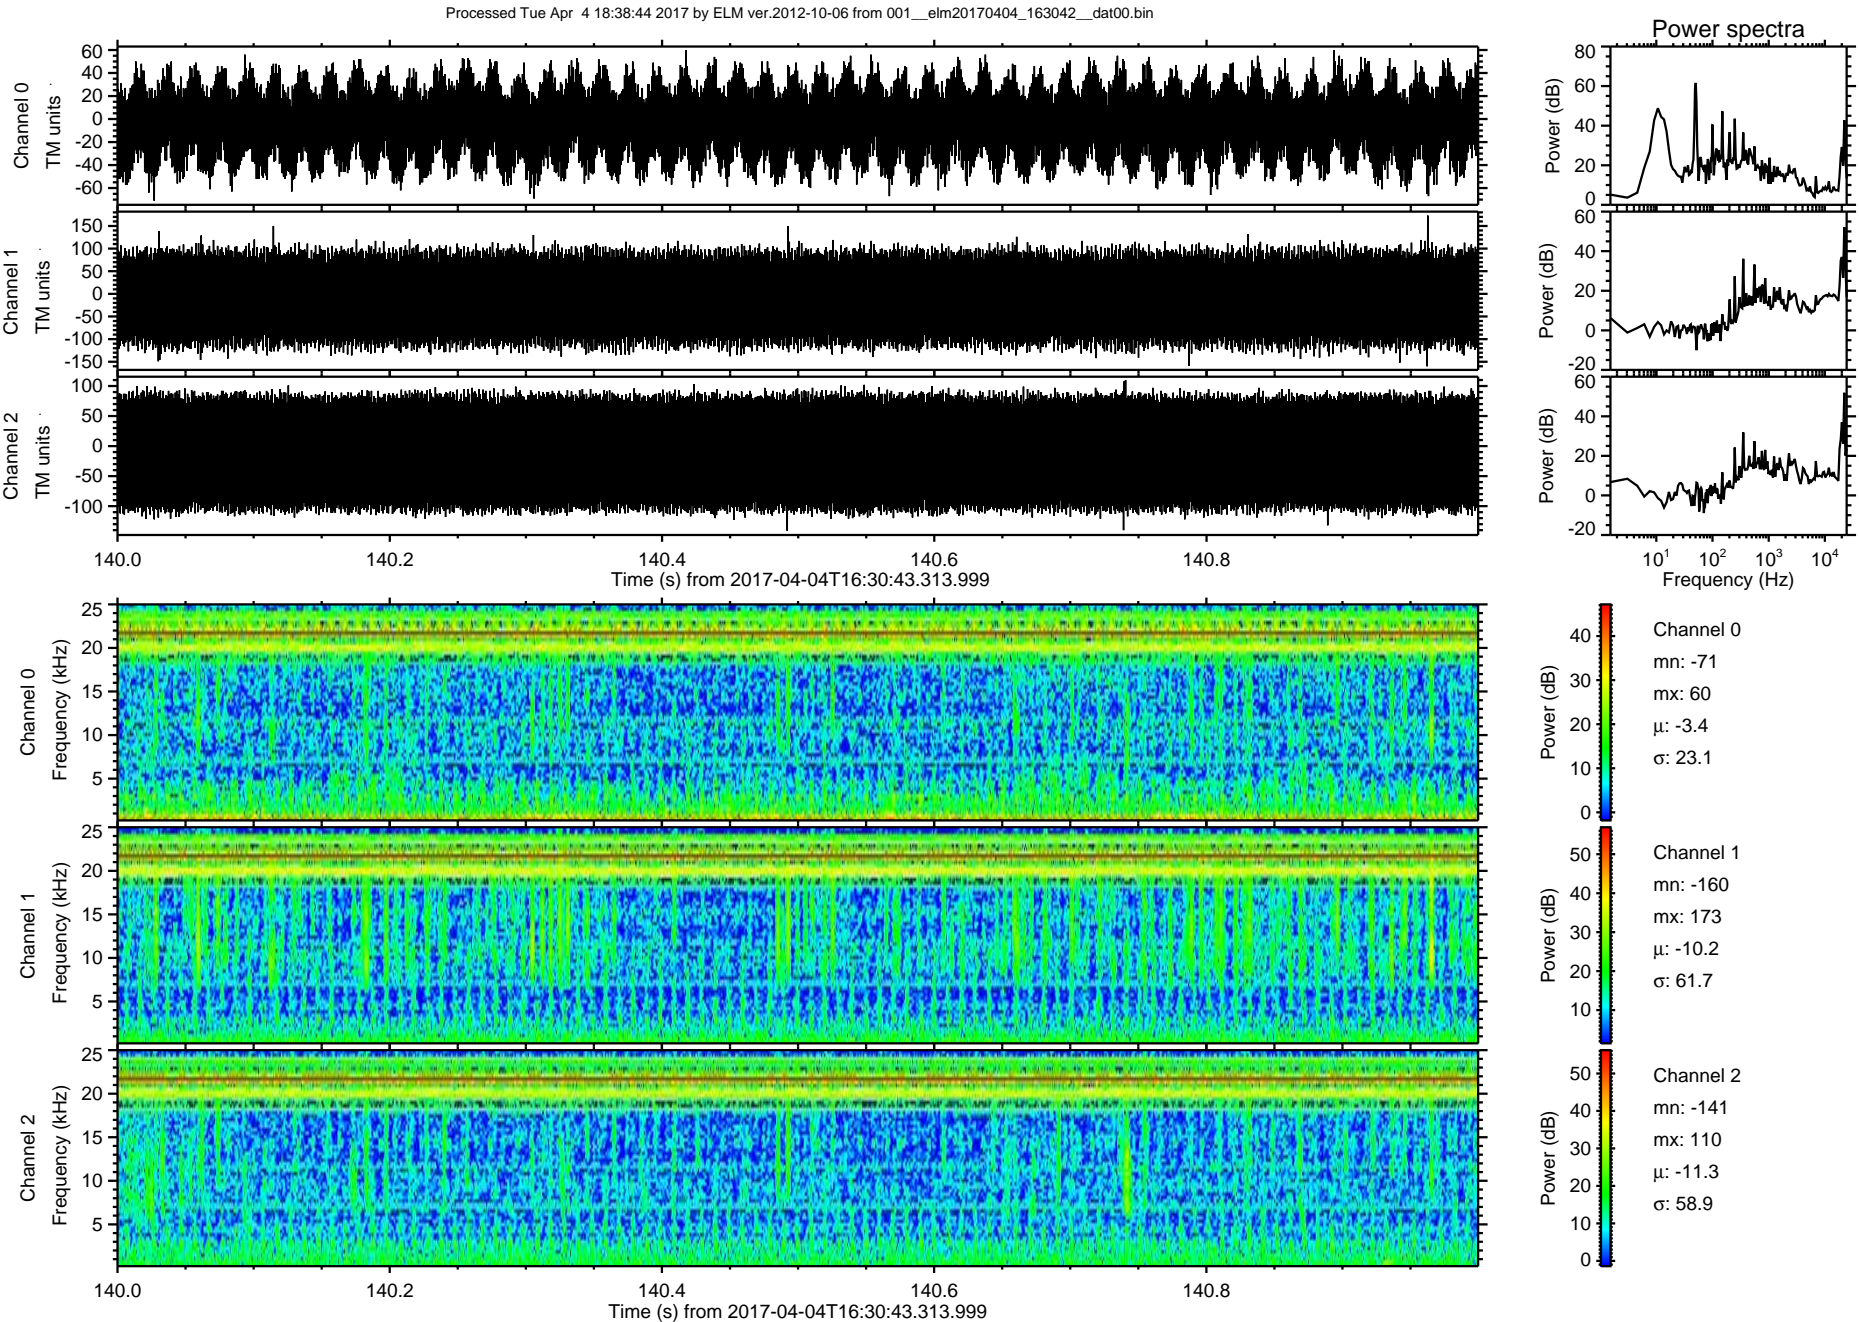 Processed Tue Apr  4 18:38:44 2017 by ELM ver.2012-10-06 from 001__elm20170404_163042__dat00.bin
Power spectra
Channel 0
TM units
60
40
20
0
-20
-40
-60
Power (dB)
80
60
40
20
0
Channel 1
TM units
150
100
50
0
-50
-100
-150
Power (dB)
60
40
20
0
-20
Channel 2
TM units
100
50
0
-50
-100
Power (dB)
60
40
20
0
-20
140.0 140.2 140.4 140.6 140.8
Time (s) from 2017-04-04T16:30:43.313.999
10¹ 10² 10³ 10⁴
Frequency (Hz)
Channel 0
Frequency (kHz)
25
20
15
10
5
Power (dB)
40
30
20
10
0
Channel 0
mn: -71
mx: 60
μ: -3.4
σ: 23.1
Channel 1
Frequency (kHz)
25
20
15
10
5
Power (dB)
50
40
30
20
10
Channel 1
mn: -160
mx: 173
μ: -10.2
σ: 61.7
Channel 2
Frequency (kHz)
25
20
15
10
5
Power (dB)
50
40
30
20
10
0
Channel 2
mn: -141
mx: 110
μ: -11.3
σ: 58.9
140.0 140.2 140.4 140.6 140.8
Time (s) from 2017-04-04T16:30:43.313.999